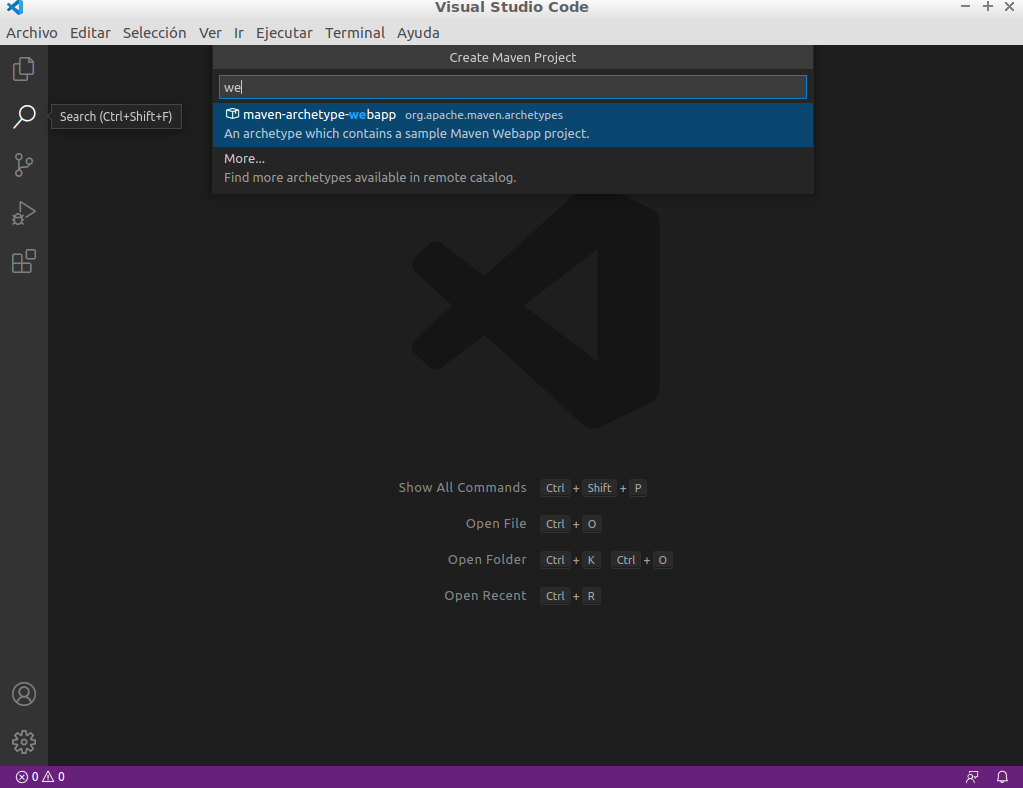 Visual Studio Code
Archivo Editar Selección Ver Ir Ejecutar Terminal Ayuda
Create Maven Project
we
Search (Ctrl+Shift+F)
maven-archetype-webapp org.apache.maven.archetypes
An archetype which contains a sample Maven Webapp project.
More...
Find more archetypes available in remote catalog.
Show All Commands Ctrl + Shift + P
Open File Ctrl + O
Open Folder Ctrl + K Ctrl + O
Open Recent Ctrl + R
0 0